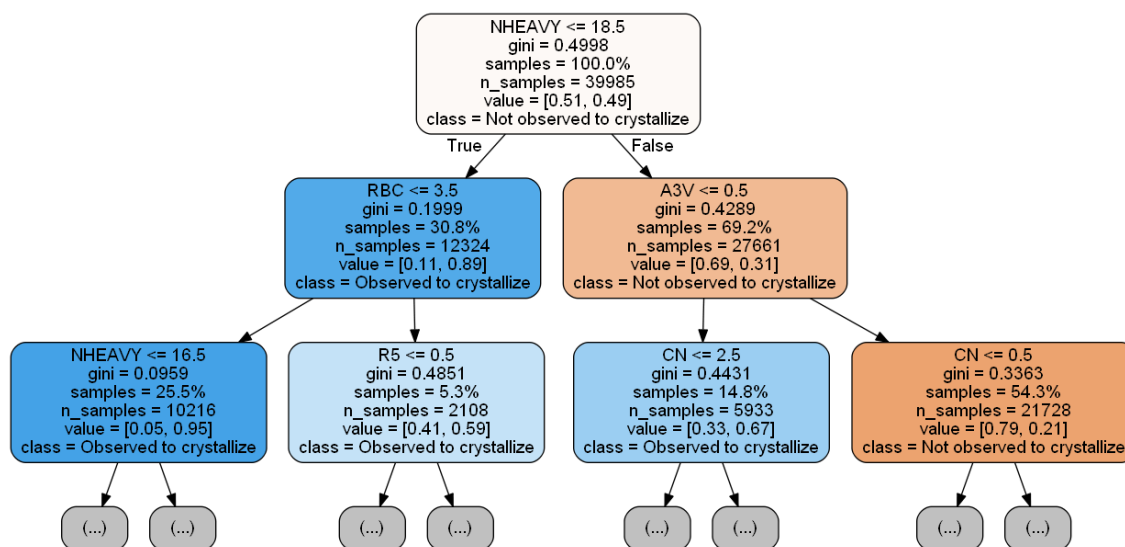 NHEAVY <= 18.5
gini = 0.4998
samples = 100.0%
n_samples = 39985
value = [0.51, 0.49]
class = Not observed to crystallize
True
False
RBC <= 3.5
gini = 0.1999
samples = 30.8%
n_samples = 12324
value = [0.11, 0.89]
class = Observed to crystallize
A3V <= 0.5
gini = 0.4289
samples = 69.2%
n_samples = 27661
value = [0.69, 0.31]
class = Not observed to crystallize
NHEAVY <= 16.5
gini = 0.0959
samples = 25.5%
n_samples = 10216
value = [0.05, 0.95]
class = Observed to crystallize
R5 <= 0.5
gini = 0.4851
samples = 5.3%
n_samples = 2108
value = [0.41, 0.59]
class = Observed to crystallize
CN <= 2.5
gini = 0.4431
samples = 14.8%
n_samples = 5933
value = [0.33, 0.67]
class = Observed to crystallize
CN <= 0.5
gini = 0.3363
samples = 54.3%
n_samples = 21728
value = [0.79, 0.21]
class = Not observed to crystallize
(...)
(...)
(...)
(...)
(...)
(...)
(...)
(...)